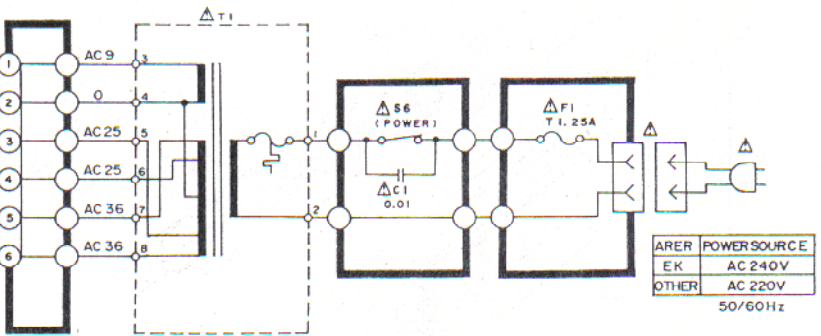 ⚠ T1
1 AC 9 3
2 0 4
3 AC 25 5
4 AC 25 6
5 AC 36 7
6 AC 36 8
1
2
⚠ S6
(POWER)
⚠ C1
0.01
⚠ F1
T1.25A
⚠
⚠
ARER POWER SOURCE
EK AC 240V
OTHER AC 220V
50/60Hz